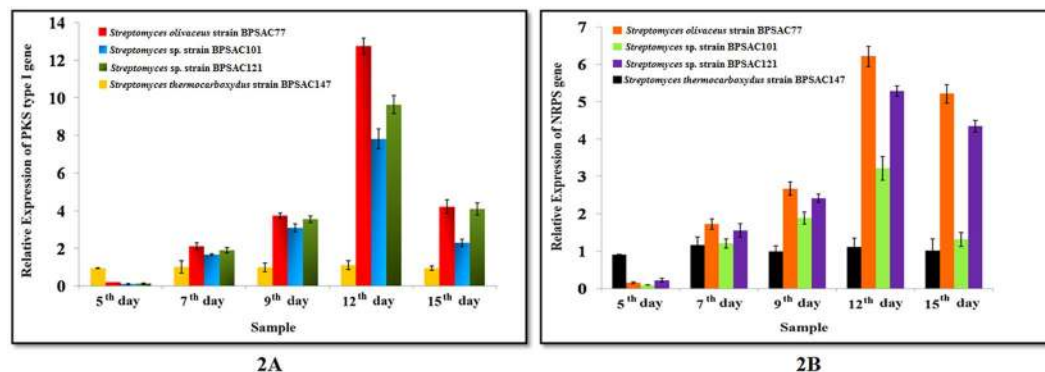 14
12
10
8
6
4
2
0
Relative Expression of PKS type I gene
Streptomyces olivaceus strain BPSAC77
Streptomyces sp. strain BPSAC101
Streptomyces sp. strain BPSAC121
Streptomyces thermocarboxydus strain BPSAC147
5th day 7th day 9th day 12th day 15th day
Sample
2A
7
6
5
4
3
2
1
0
Relative Expression of NRPS gene
Streptomyces olivaceus strain BPSAC77
Streptomyces sp. strain BPSAC101
Streptomyces sp. strain BPSAC121
Streptomyces thermocarboxydus strain BPSAC147
5th day 7th day 9th day 12th day 15th day
Sample
2B